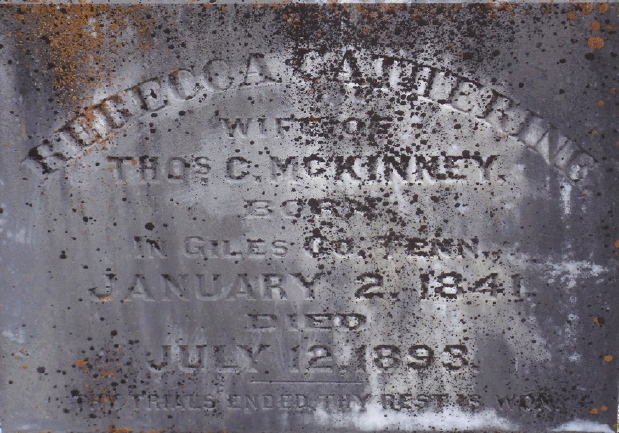 REBECCA CATHERINE
WIFE OF
THOS C. MCKINNEY.
BORN
IN GILES CO. TENN.,
JANUARY 2, 1841.
DIED
JULY 12, 1893.
THY TRIALS ENDED, THY REST IS WON.